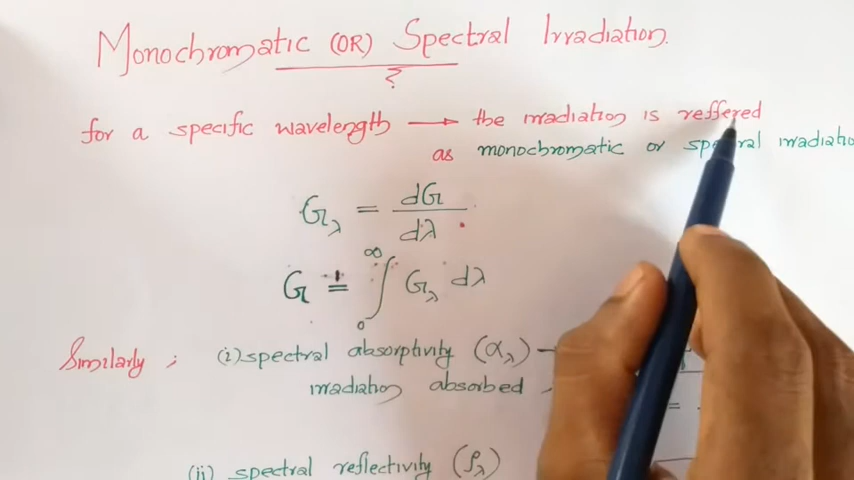 Monochromatic (OR) Spectral Irradiation.
?
for a specific wavelength → the irradiation is reffered
as monochromatic or spectral irradiatio
Gλ = dG/dλ
G = ∫₀^∞ Gλ dλ
Similarly ; (i) spectral absorptivity (αλ) →
irradiation absorbed
(ii) spectral reflectivity (ρλ)